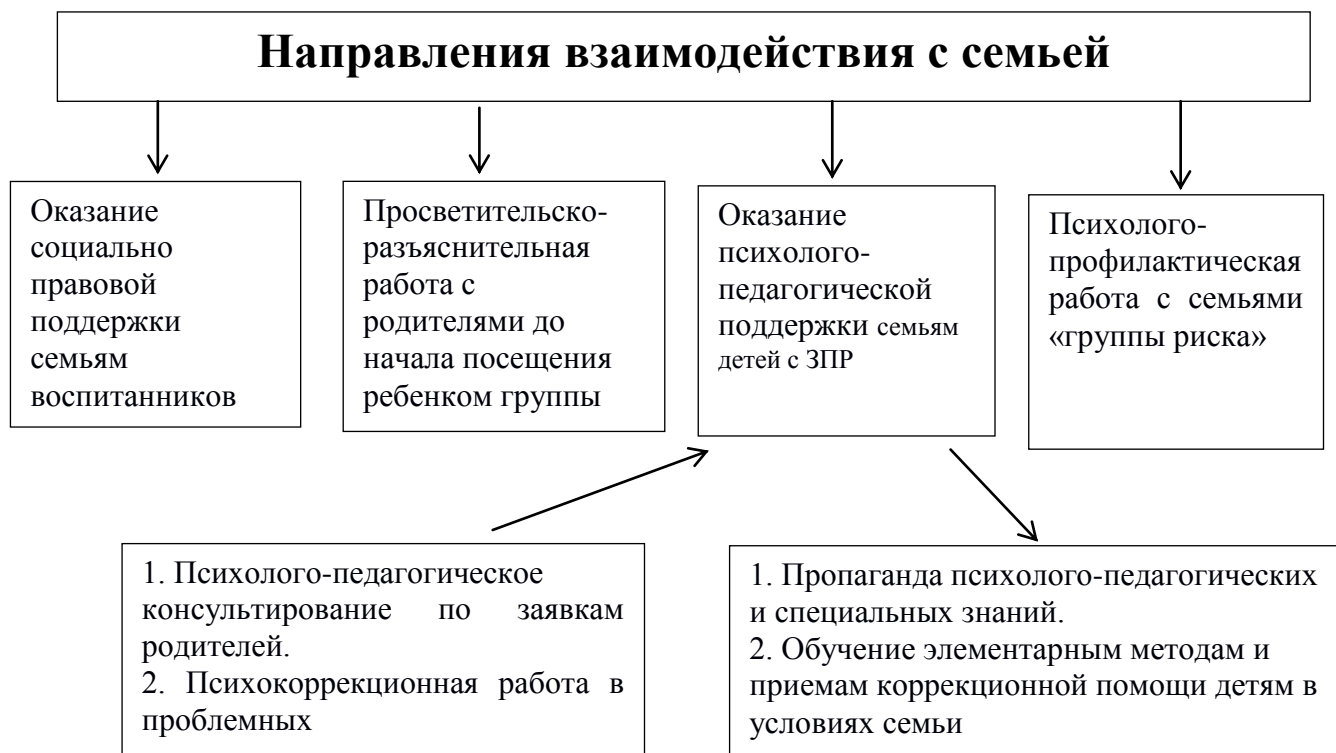 Направления взаимодействия с семьей
Оказание
социально
правовой
поддержки
семьям
воспитанников
Просветительско-
разъяснительная
работа с
родителями до
начала посещения
ребенком группы
Оказание
психолого-
педагогической
поддержки семьям
детей с ЗПР
Психолого-
профилактическая
работа с семьями
«группы риска»
1. Психолого-педагогическое
консультирование по заявкам
родителей.
2. Психокоррекционная работа в
проблемных
1. Пропаганда психолого-педагогических
и специальных знаний.
2. Обучение элементарным методам и
приемам коррекционной помощи детям в
условиях семьи